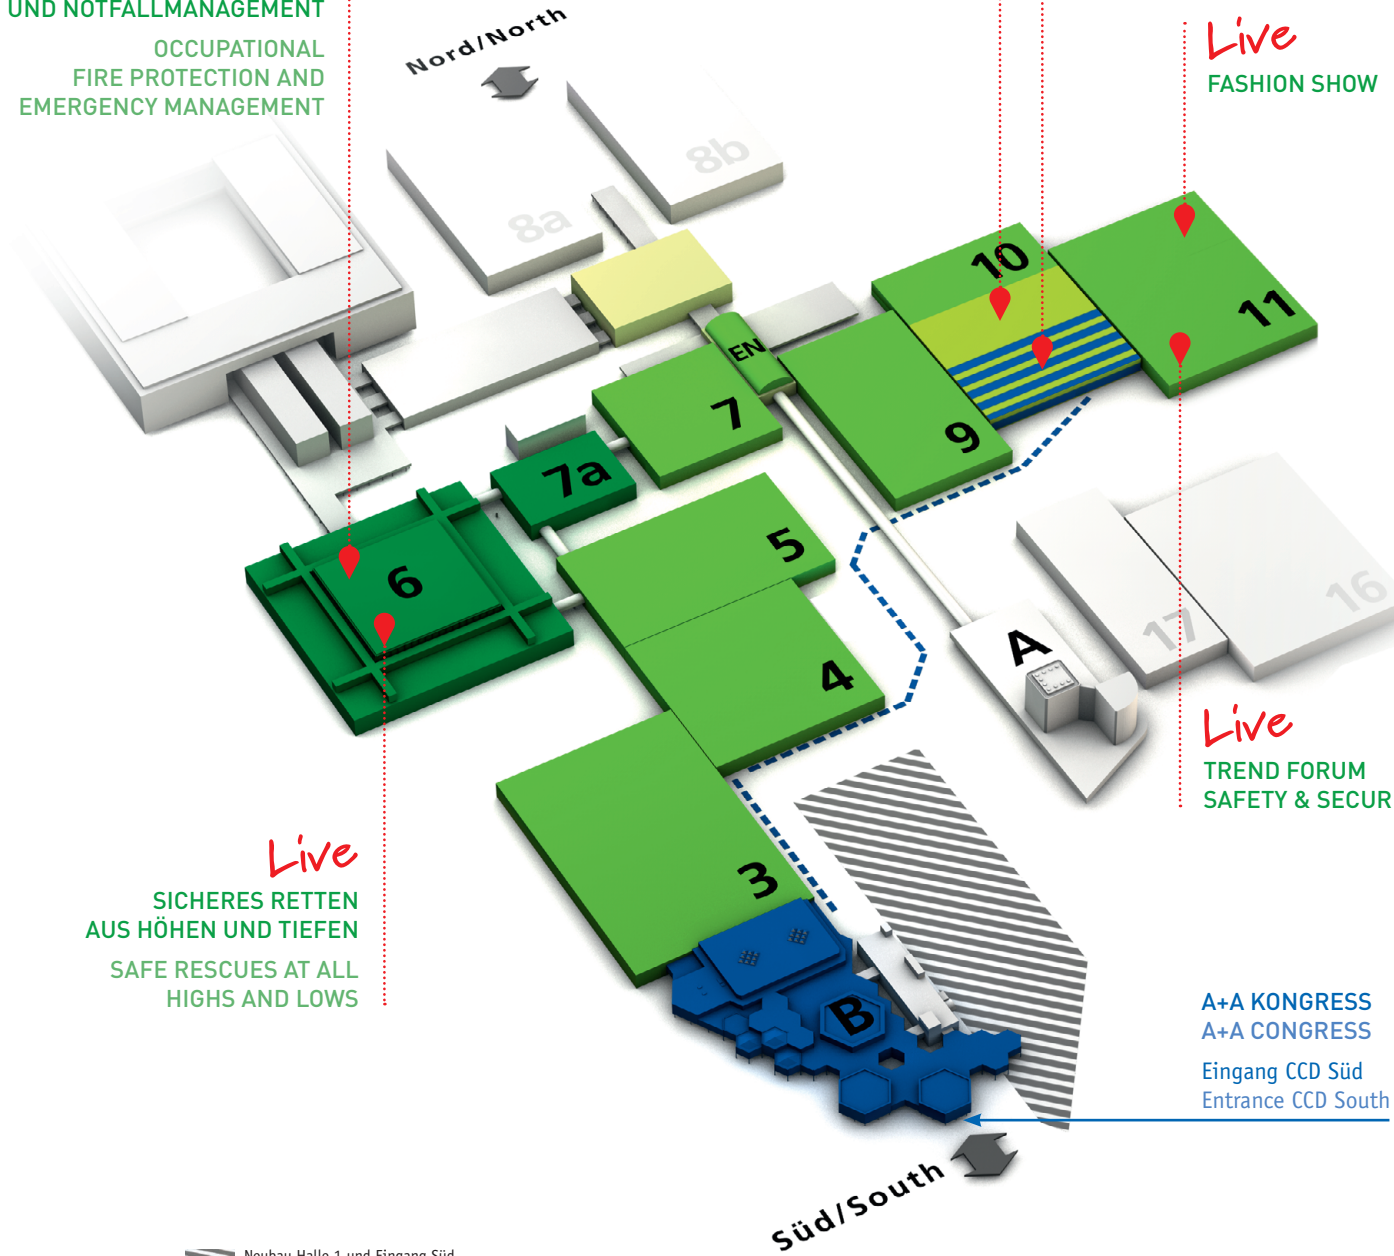 UND NOTFALLMANAGEMENT
OCCUPATIONAL
FIRE PROTECTION AND
EMERGENCY MANAGEMENT
Nord/North
Live
FASHION SHOW
8b
8a
10
11
EN
7
9
7a
5
6
4
A
17
16
3
Live
TREND FORUM
SAFETY & SECUR
Live
SICHERES RETTEN
AUS HÖHEN UND TIEFEN
SAFE RESCUES AT ALL
HIGHS AND LOWS
B
A+A KONGRESS
A+A CONGRESS
Eingang CCD Süd
Entrance CCD South
Süd/South
Neubau Halle 1 und Eingang Süd